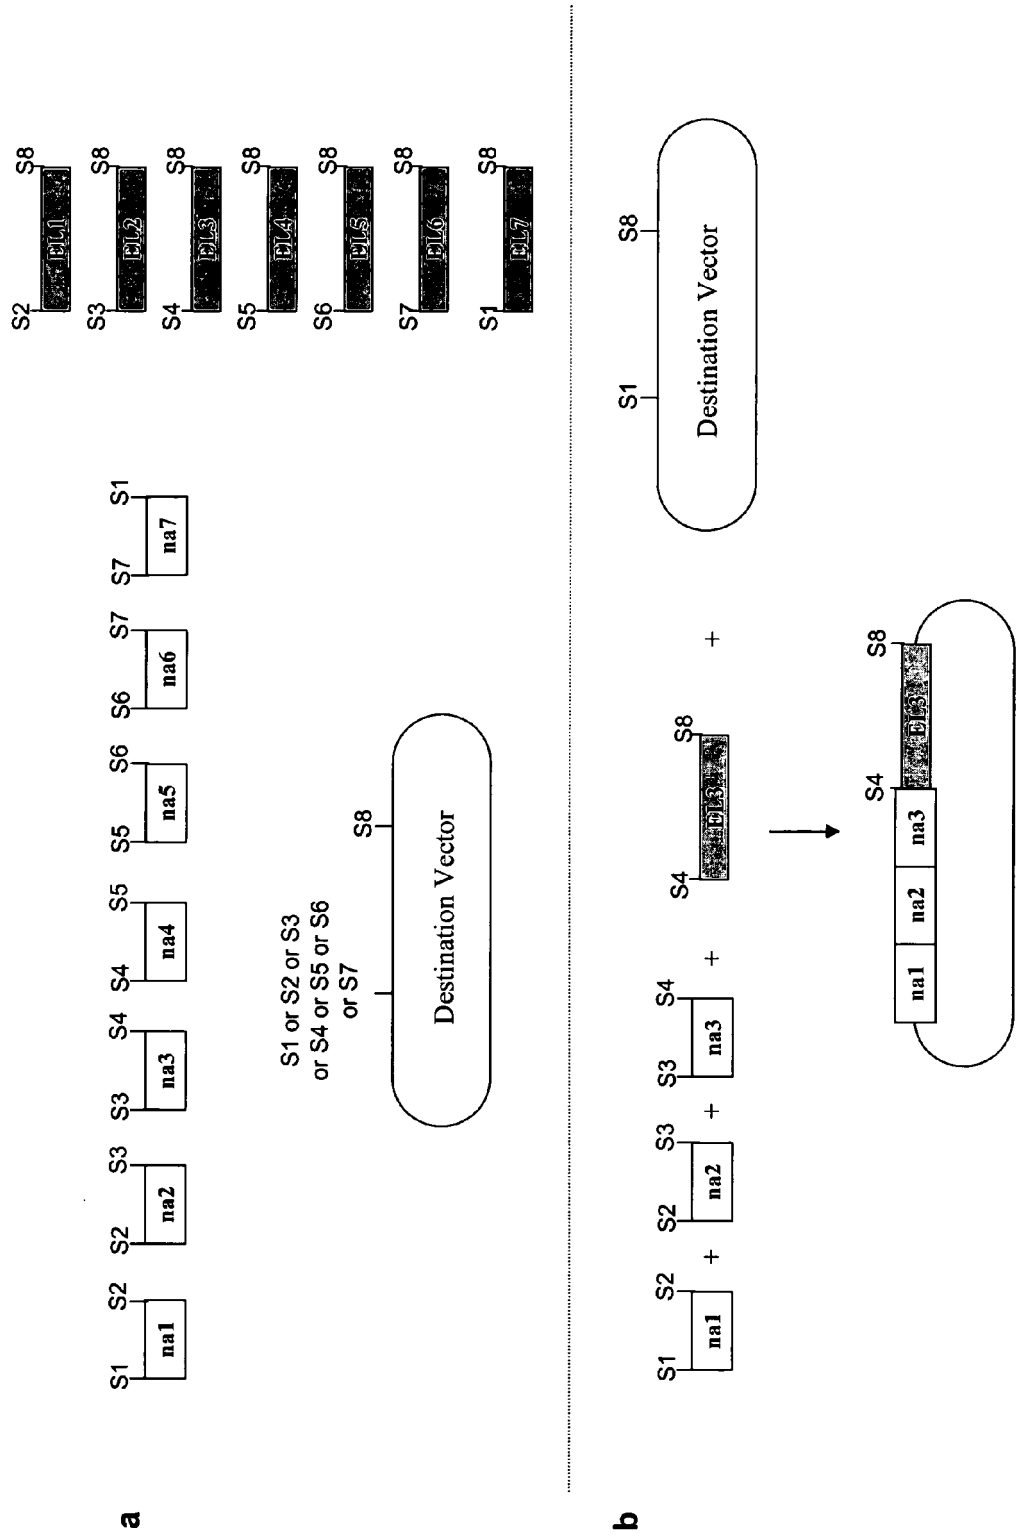 a
S1 S2 S2 S3 S3 S4 S4 S5 S5 S6 S6 S7 S7 S1
na1 na2 na3 na4 na5 na6 na7
S1 or S2 or S3
or S4 or S5 or S6
or S7
S8
Destination Vector
S2 S8
EL1
S3 S8
EL2
S4 S8
EL3
S5 S8
EL4
S6 S8
EL5
S7 S8
EL6
S1 S8
EL7
b
S1 S2 S2 S3 S3 S4 S4 S8 S1 S8
na1 + na2 + na3 + EL3 + Destination Vector
S4 S8
na1 na2 na3 EL3